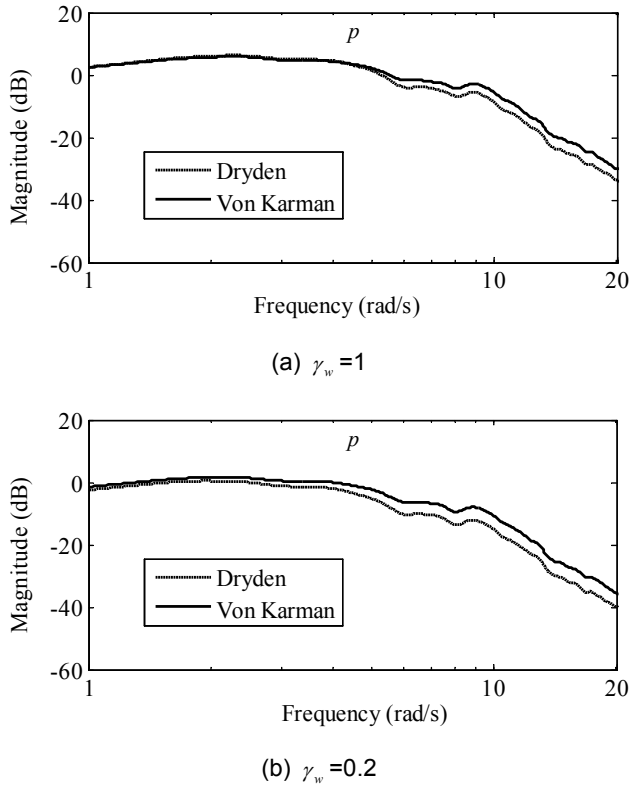 20
p
0
-20
-40
-60
Magnitude (dB)
Dryden
Von Karman
1
10
20
Frequency (rad/s)
(a) γw =1
20
p
0
-20
-40
-60
Magnitude (dB)
Dryden
Von Karman
1
10
20
Frequency (rad/s)
(b) γw =0.2